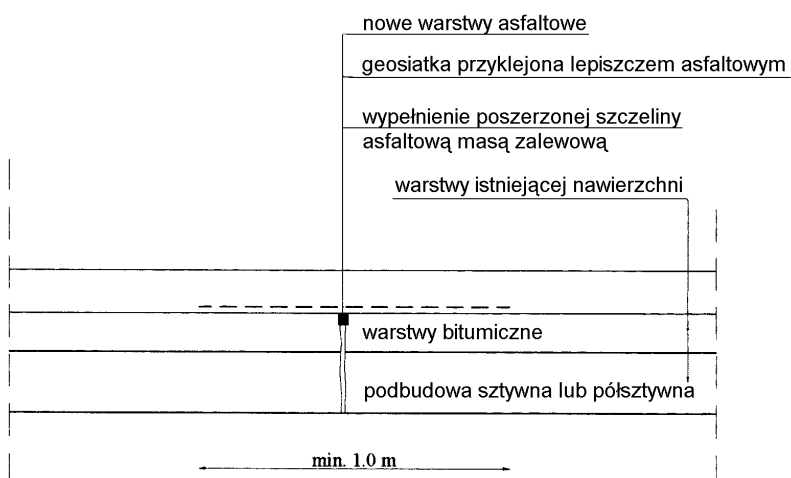 nowe warstwy asfaltowe
geosiatka przyklejona lepiszczem asfaltowym
wypełnienie poszerzonej szczeliny
asfaltową masą zalewową
warstwy istniejącej nawierzchni
warstwy bitumiczne
podbudowa sztywna lub półsztywna
min. 1.0 m